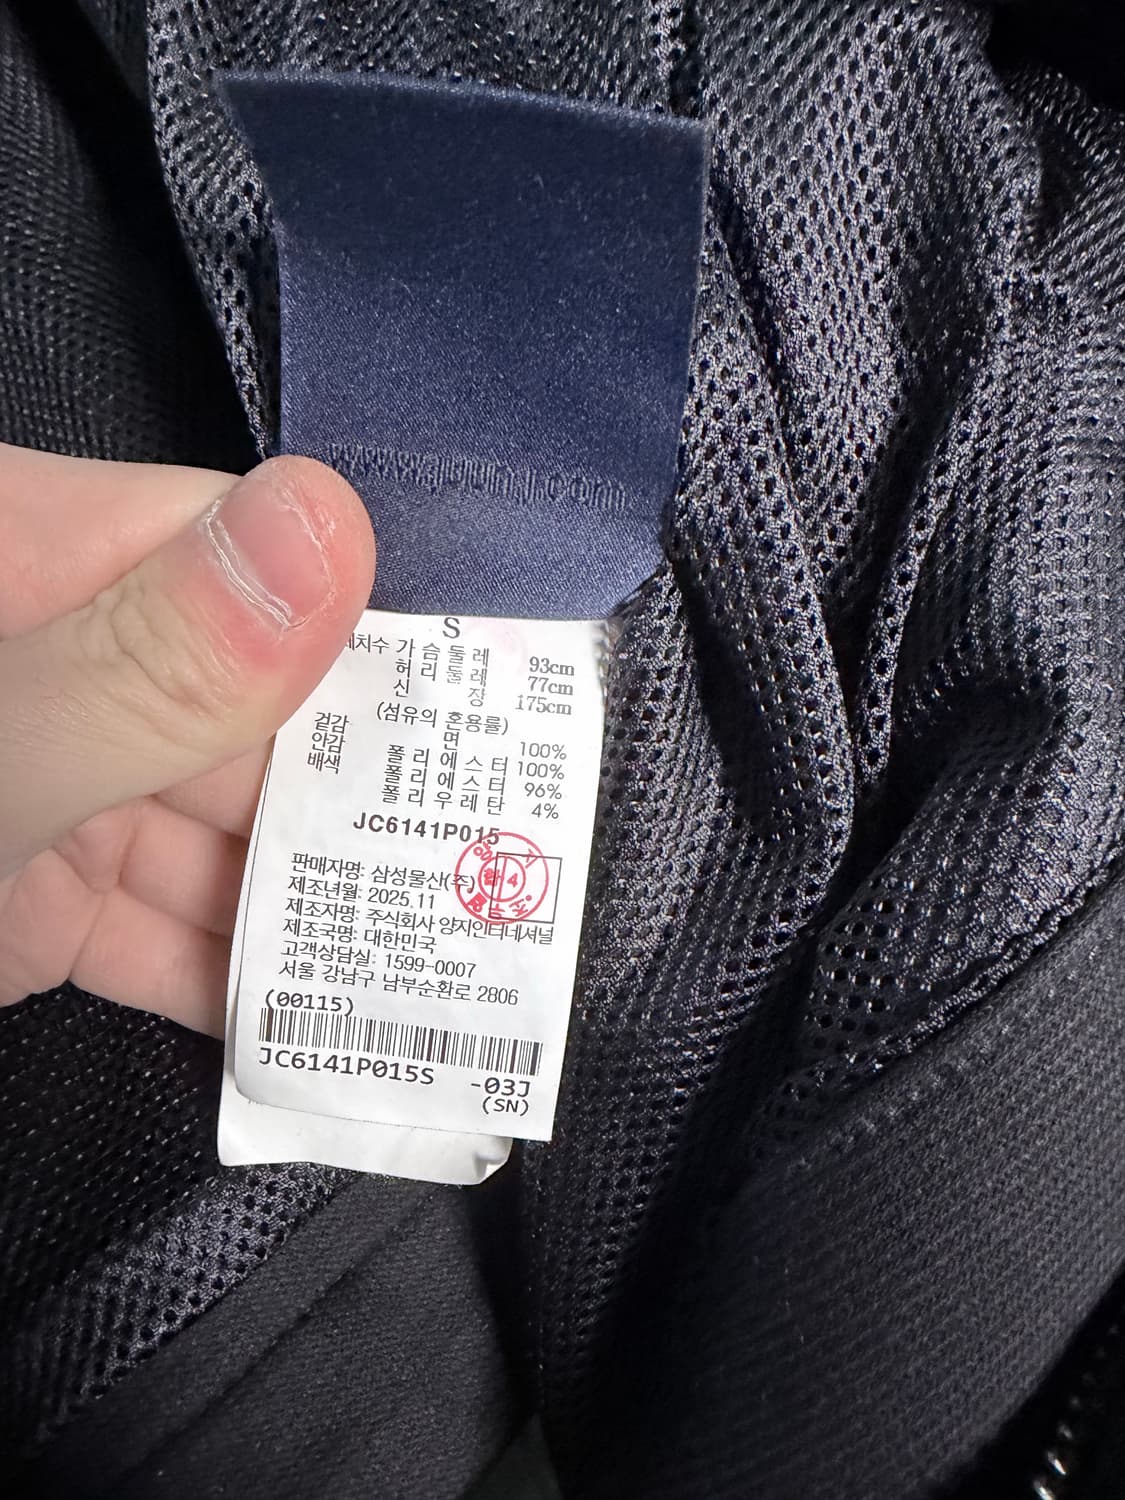 S
체치수 가슴둘레 93cm
허리둘레 77cm
신장 175cm
(섬유의 혼용률)
겉감 면 100%
안감 폴리에스터 100%
배색 폴리에스터 96%
폴리우레탄 4%
JC6141P015
판매자명: 삼성물산(주)
제조년월: 2025.11
제조자명: 주식회사 양지인터네셔널
제조국명: 대한민국
고객상담실: 1599-0007
서울 강남구 남부순환로 2806
(00115)
JC6141P015S -03J
(SN)